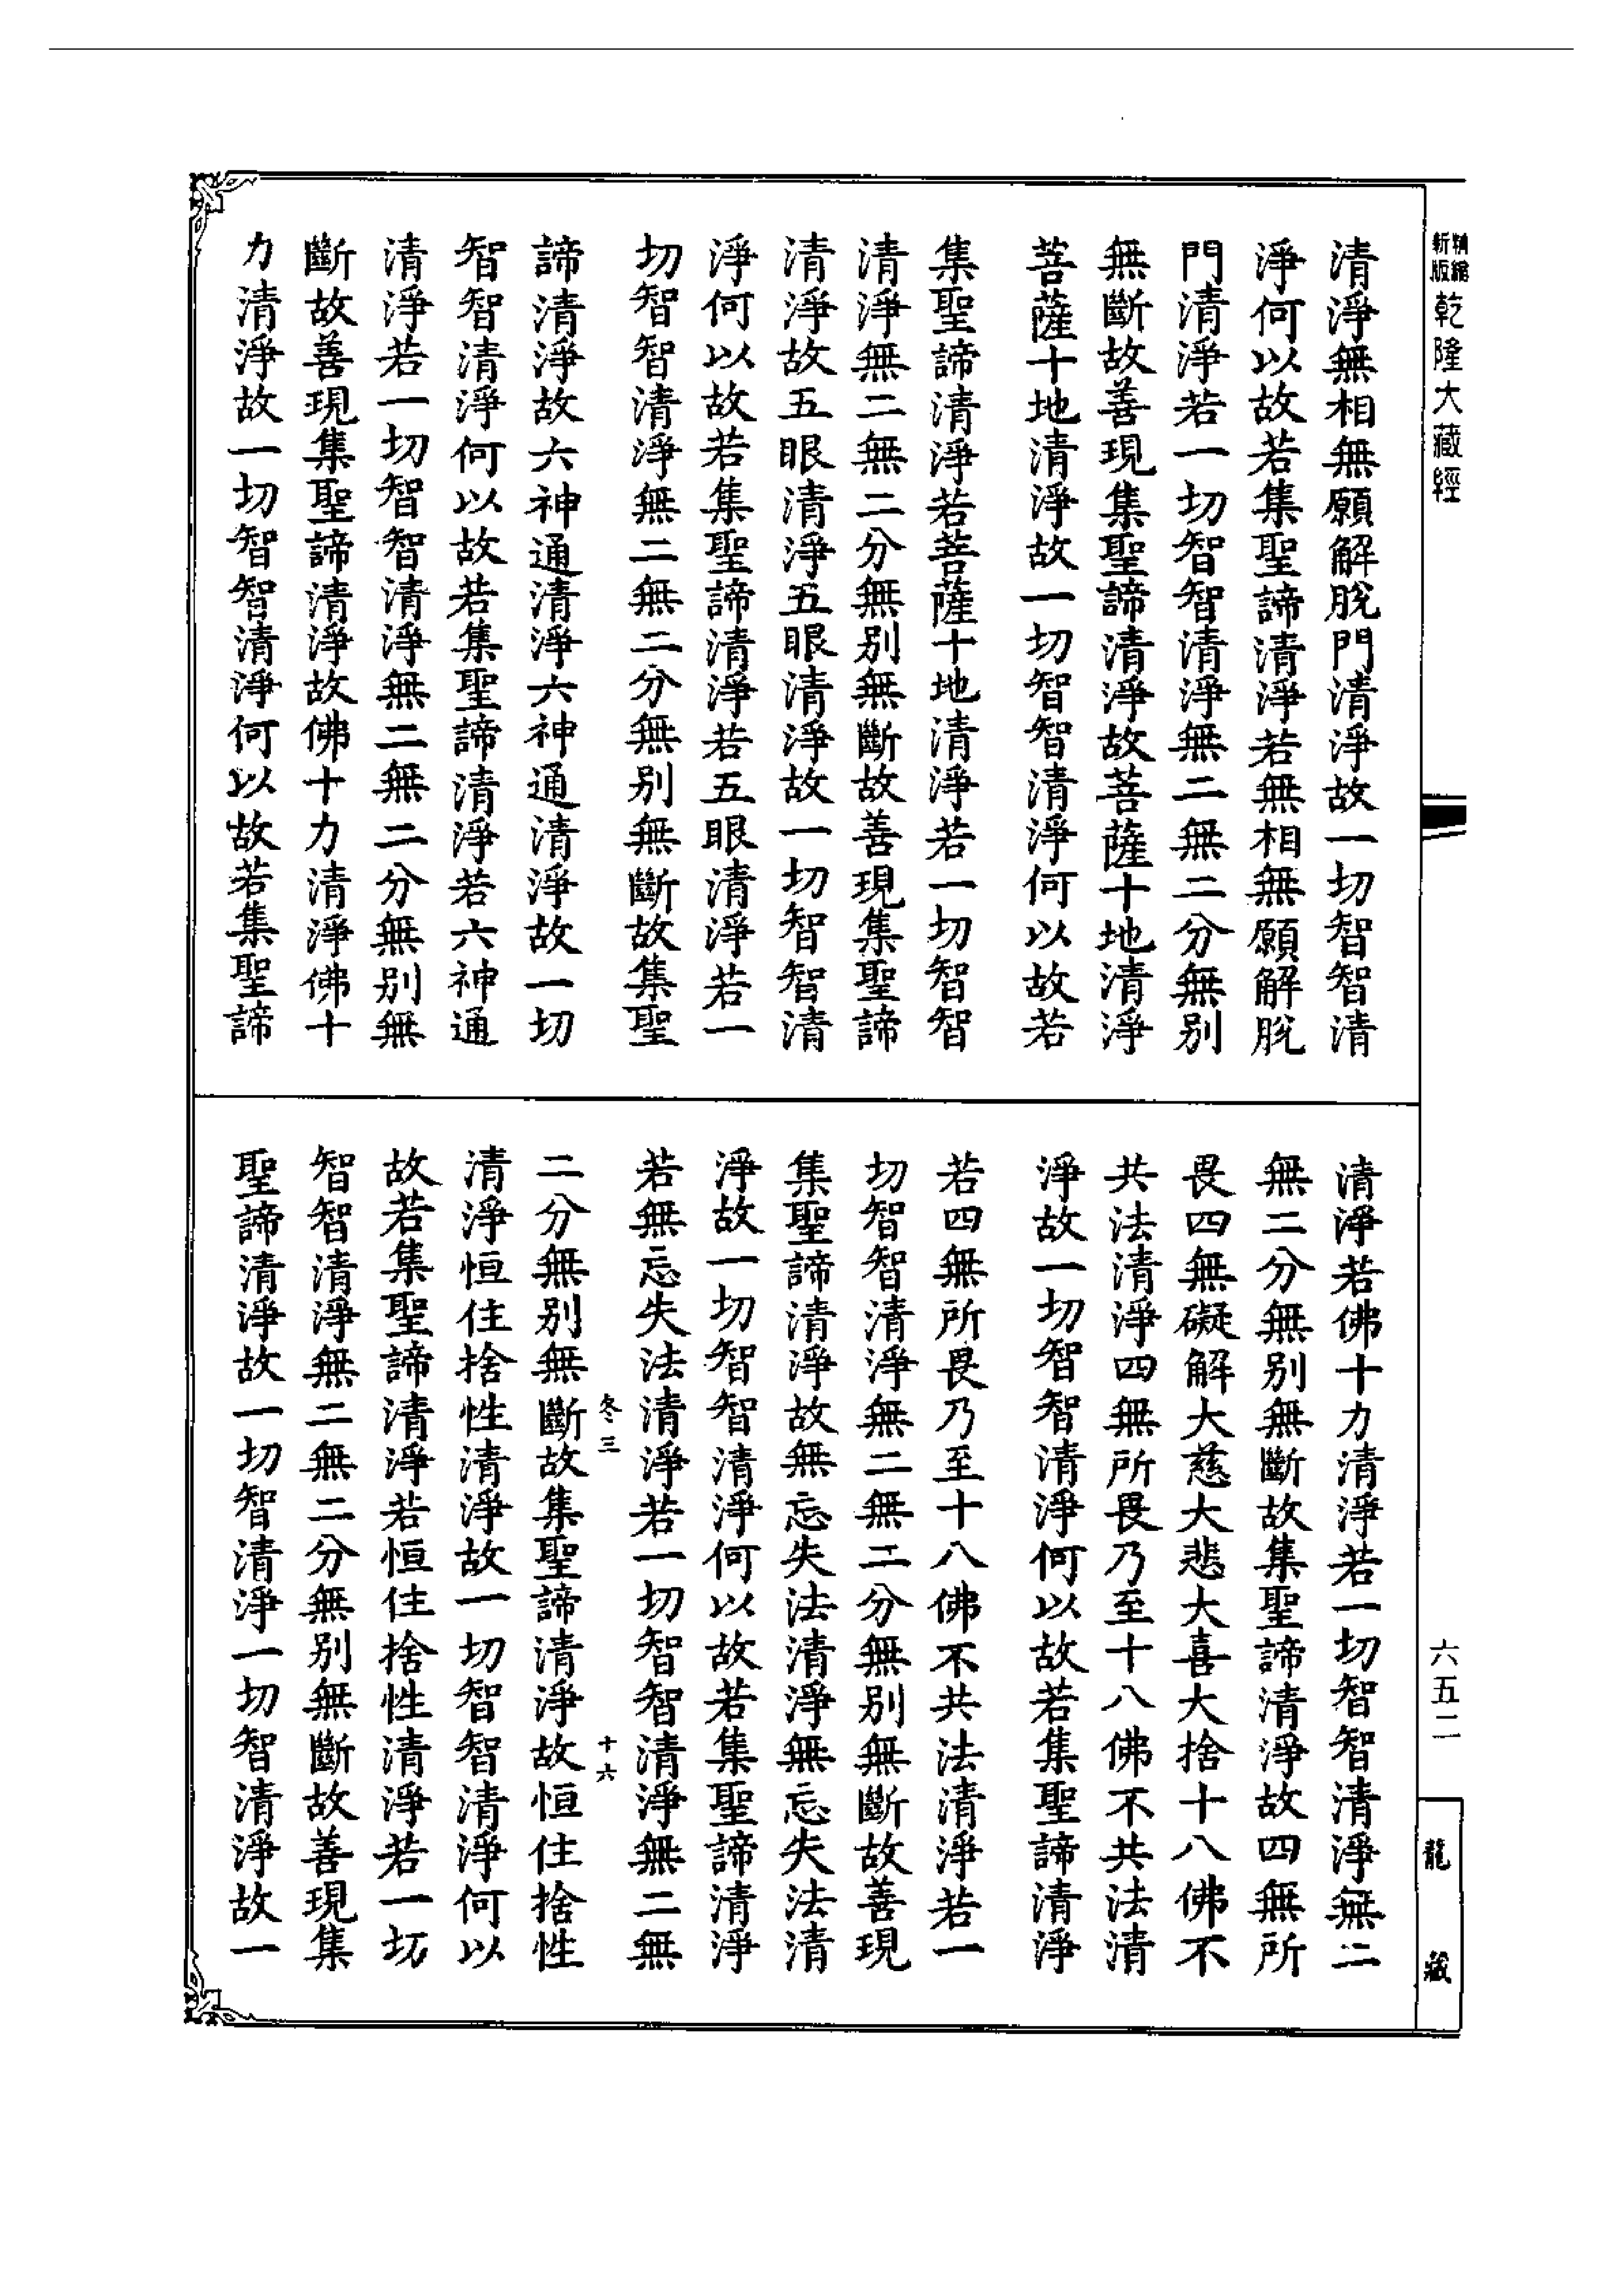 精縮新版乾隆大藏經
清淨無相無願解脫門清淨故一切智智清
淨何以故若集聖諦清淨若無相無願解脫
門清淨若一切智智清淨無二無二分無別
無斷故善現集聖諦清淨故菩薩十地清淨
菩薩十地清淨故一切智智清淨何以故若
集聖諦清淨若菩薩十地清淨若一切智智
清淨無二無二分無別無斷故善現集聖諦
清淨故五眼清淨五眼清淨故一切智智清
淨何以故若集聖諦清淨若五眼清淨若一
切智智清淨無二無二分無別無斷故集聖
諦清淨故六神通清淨六神通清淨故一切
智智清淨何以故若集聖諦清淨若六神通
清淨若一切智智清淨無二無二分無別無
斷故善現集聖諦清淨故佛十力清淨佛十
力清淨故一切智智清淨何以故若集聖諦
清淨若佛十力清淨若一切智智清淨無二
無二分無別無斷故集聖諦清淨故四無所
畏四無礙解大慈大悲大喜大捨十八佛不
共法清淨四無所畏乃至十八佛不共法清
淨故一切智智清淨何以故若集聖諦清淨
若四無所畏乃至十八佛不共法清淨若一
切智智清淨無二無二分無別無斷故善現
集聖諦清淨故無忘失法清淨無忘失法清
淨故一切智智清淨何以故若集聖諦清淨
若無忘失法清淨若一切智智清淨無二無
冬三 十六
二分無別無斷故集聖諦清淨故恒住捨性
清淨恒住捨性清淨故一切智智清淨何以
故若集聖諦清淨若恒住捨性清淨若一切
智智清淨無二無二分無別無斷故善現集
聖諦清淨故一切智清淨一切智清淨故一
六五二
龍藏